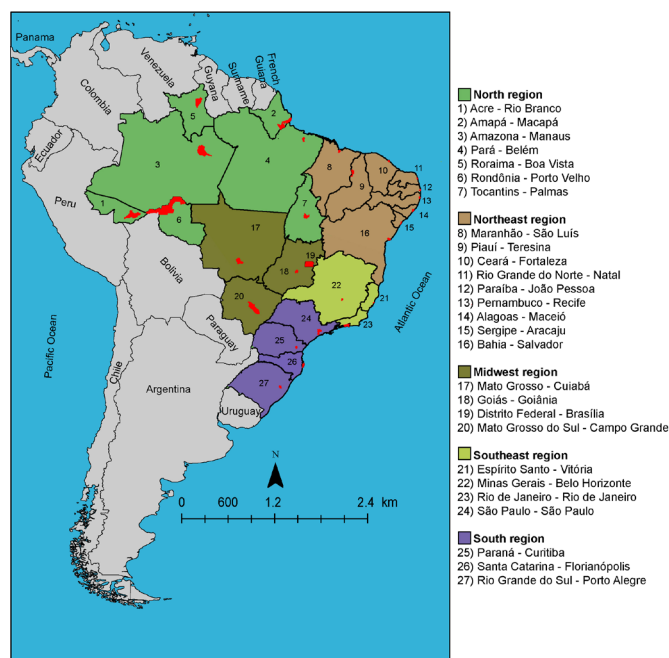 Panama
Venezuela
Guyana
Suriname
French
Guiana
Colombia
Ecuador
Peru
Bolivia
Paraguay
Chile
Argentina
Uruguay
Pacific Ocean
Atlantic Ocean
1
2
3
4
5
6
7
8
9
10
11
12
13
14
15
16
17
18
19
20
21
22
23
24
25
26
27
N
0 600 1.2 2.4 km
North region
1) Acre - Rio Branco
2) Amapá - Macapá
3) Amazona - Manaus
4) Pará - Belém
5) Roraima - Boa Vista
6) Rondônia - Porto Velho
7) Tocantins - Palmas
Northeast region
8) Maranhão - São Luís
9) Piauí - Teresina
10) Ceará - Fortaleza
11) Rio Grande do Norte - Natal
12) Paraíba - João Pessoa
13) Pernambuco - Recife
14) Alagoas - Maceió
15) Sergipe - Aracaju
16) Bahia - Salvador
Midwest region
17) Mato Grosso - Cuiabá
18) Goiás - Goiânia
19) Distrito Federal - Brasília
20) Mato Grosso do Sul - Campo Grande
Southeast region
21) Espírito Santo - Vitória
22) Minas Gerais - Belo Horizonte
23) Rio de Janeiro - Rio de Janeiro
24) São Paulo - São Paulo
South region
25) Paraná - Curitiba
26) Santa Catarina - Florianópolis
27) Rio Grande do Sul - Porto Alegre